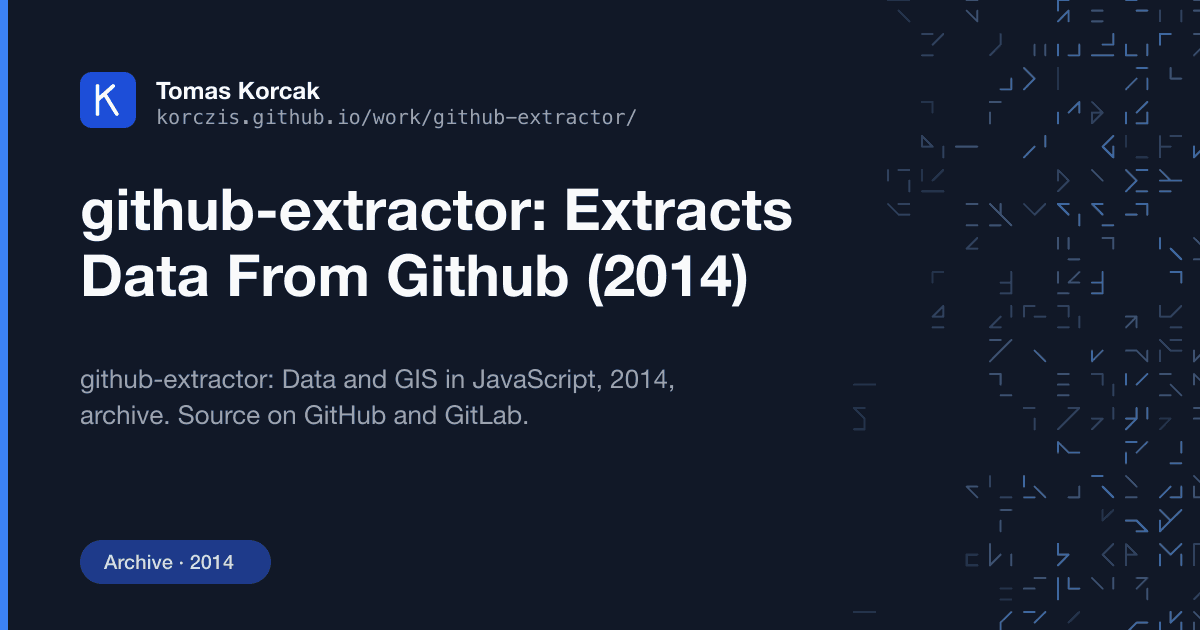 K
Tomas Korcak
korczis.github.io/work/github-extractor/
github-extractor: Extracts
Data From Github (2014)
github-extractor: Data and GIS in JavaScript, 2014,
archive. Source on GitHub and GitLab.
Archive · 2014